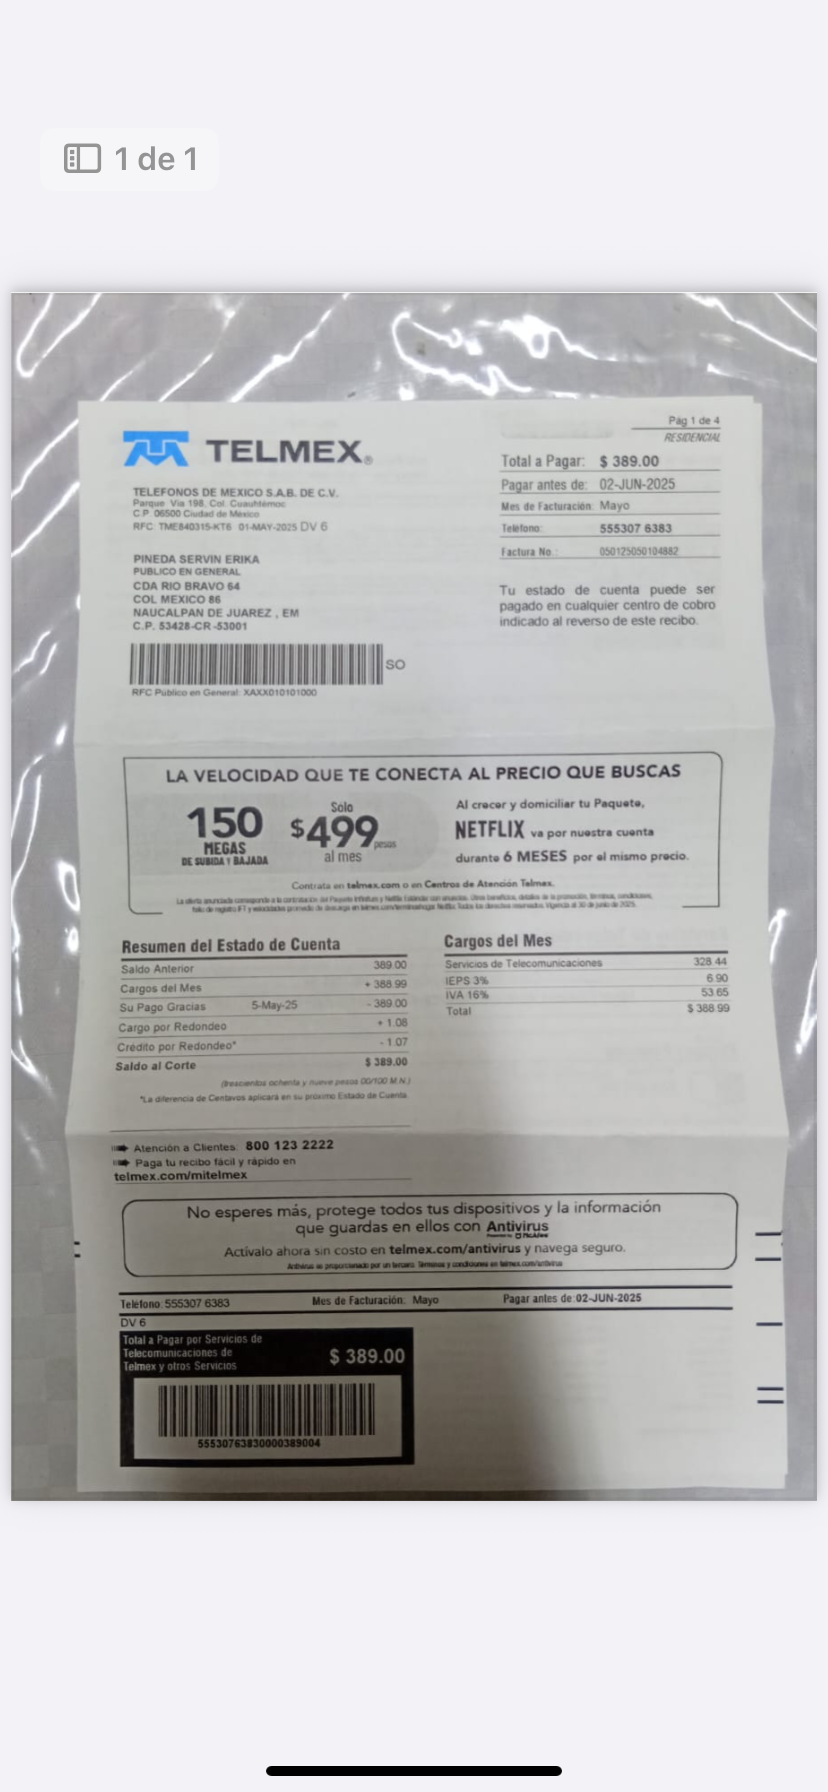 1 de 1
Pág 1 de 4
RESIDENCIAL
TELMEX®
Total a Pagar: $ 389.00
Pagar antes de: 02-JUN-2025
Mes de Facturación: Mayo
Teléfono: 555307 6383
Factura No.: 050125050104882
TELEFONOS DE MEXICO S.A.B. DE C.V.
Parque Via 198, Col. Cuauhtémoc
C.P. 06500 Ciudad de México
RFC: TME840315-KT6 01-MAY-2025 DV 6
PINEDA SERVIN ERIKA
PUBLICO EN GENERAL
CDA RIO BRAVO 64
COL MEXICO 86
NAUCALPAN DE JUAREZ , EM
C.P. 53428-CR -53001
Tu estado de cuenta puede ser
pagado en cualquier centro de cobro
indicado al reverso de este recibo.
SO
RFC Público en General: XAXX010101000
LA VELOCIDAD QUE TE CONECTA AL PRECIO QUE BUSCAS
150
MEGAS
DE SUBIDA Y BAJADA
Solo
$499 pesos
al mes
Al crecer y domiciliar tu Paquete,
NETFLIX va por nuestra cuenta
durante 6 MESES por el mismo precio.
Contrata en telmex.com o en Centros de Atención Telmex.
Resumen del Estado de Cuenta
Saldo Anterior 389.00
Cargos del Mes + 388.99
Su Pago Gracias 5-May-25 - 389.00
Cargo por Redondeo + 1.08
Crédito por Redondeo* - 1.07
Saldo al Corte $ 389.00
(trescientos ochenta y nueve pesos 00/100 M.N.)
*La diferencia de Centavos aplicará en su próximo Estado de Cuenta.
Cargos del Mes
Servicios de Telecomunicaciones 328.44
IEPS 3% 6.90
IVA 16% 53.65
Total $ 388.99
Atención a Clientes: 800 123 2222
Paga tu recibo fácil y rápido en
telmex.com/mitelmex
No esperes más, protege todos tus dispositivos y la información
que guardas en ellos con Antivirus
McAfee
Actívalo ahora sin costo en telmex.com/antivirus y navega seguro.
Antivirus es proporcionado por un tercero. Términos y condiciones en telmex.com/antivirus
Teléfono: 555307 6383 Mes de Facturación: Mayo Pagar antes de: 02-JUN-2025
DV 6
Total a Pagar por Servicios de
Telecomunicaciones de
Telmex y otros Servicios
$ 389.00
55530763830000389004